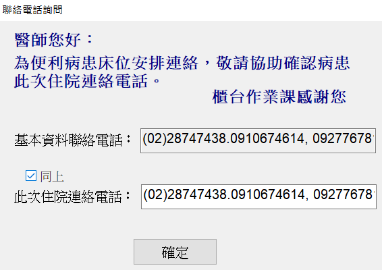 聯絡電話詢問
醫師您好：
為便利病患床位安排連絡，敬請協助確認病患
此次住院連絡電話。
櫃台作業課感謝您
基本資料聯絡電話： (02)28747438.0910674614, 09277678
同上
此次住院連絡電話： (02)28747438.0910674614, 09277678
確定